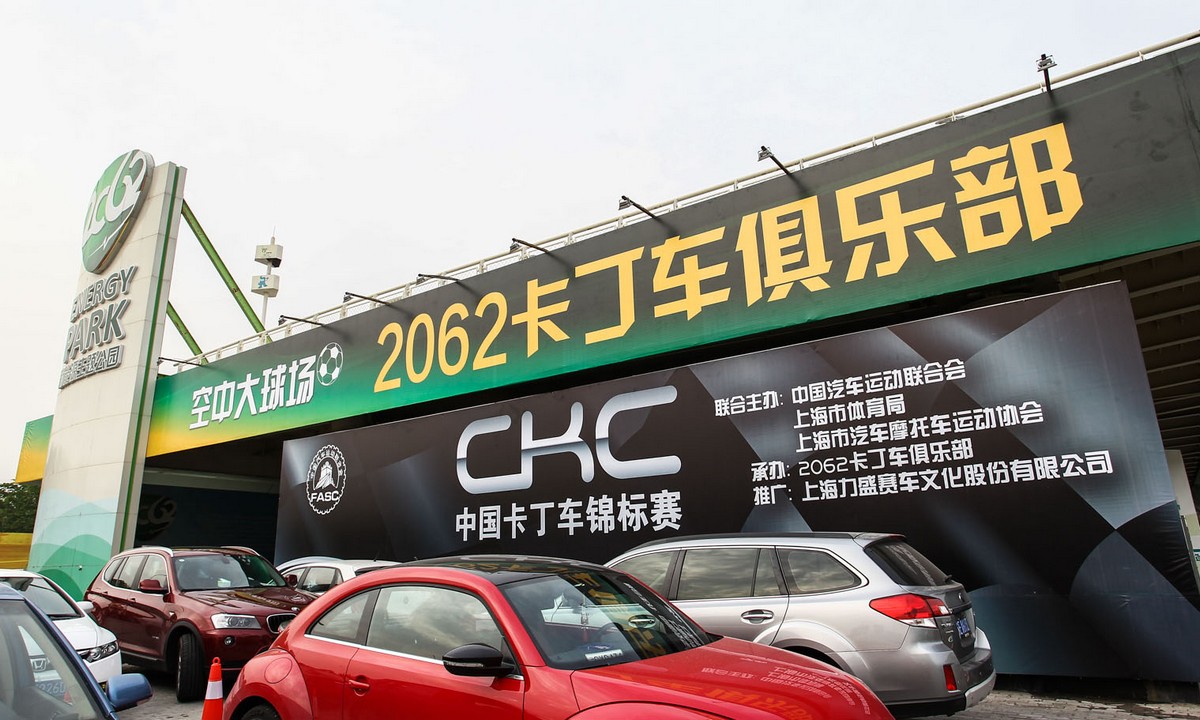 2062
ENERGY
PARK
空中大球场
2062卡丁车俱乐部
FASC
CKC
中国卡丁车锦标赛
联合主办: 中国汽车运动联合会
上海市体育局
上海市汽车摩托车运动协会
承办: 2062卡丁车俱乐部
推广: 上海力盛赛车文化股份有限公司